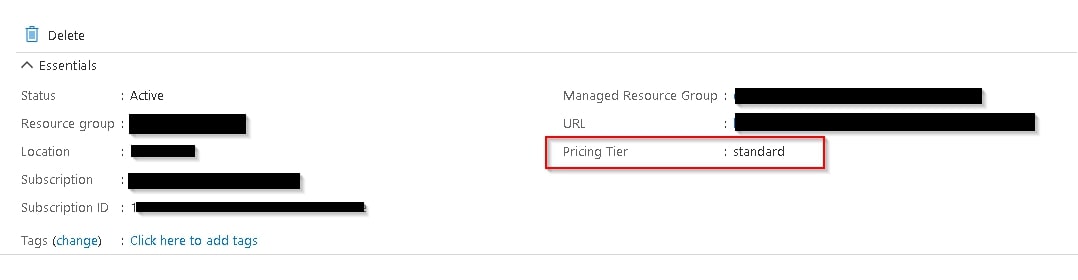 Delete
Essentials
Status : Active
Resource group :
Location :
Subscription :
Subscription ID : 1
Tags (change) : Click here to add tags
Managed Resource Group :
URL :
Pricing Tier : standard